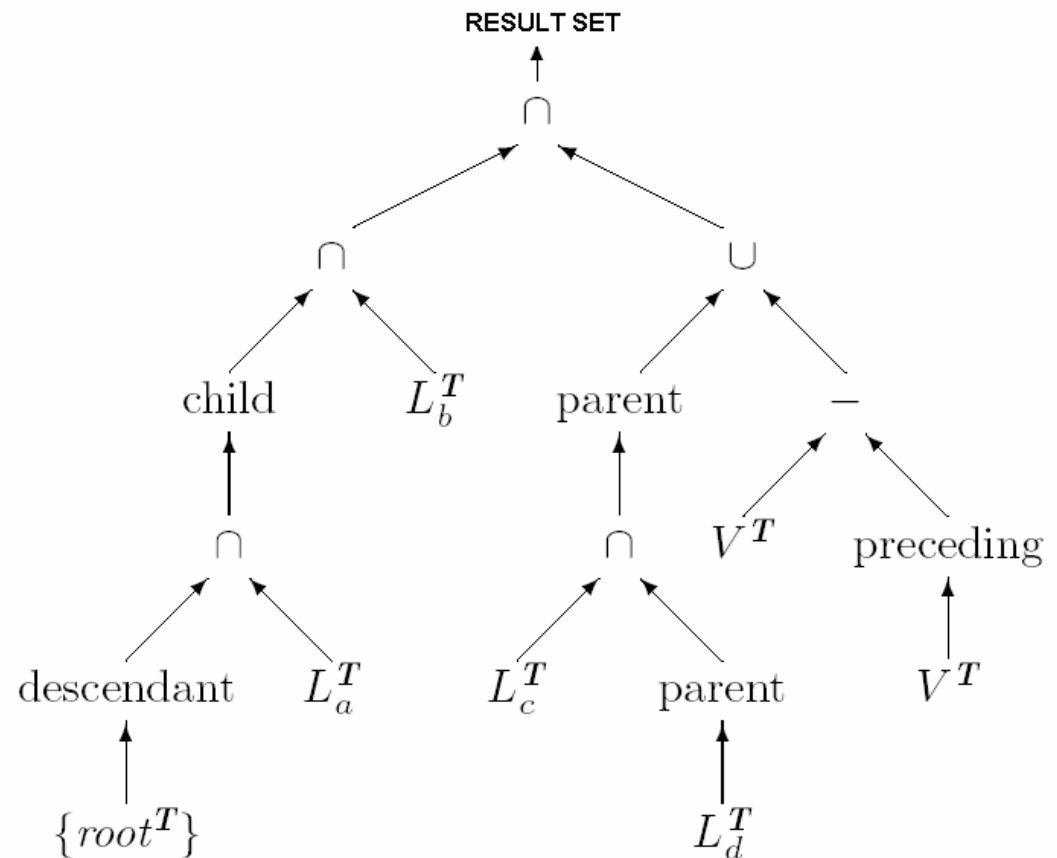 RESULT SET
∩
∩ ∪
child L_b^T parent −
∩ ∩ V^T preceding
descendant L_a^T L_c^T parent V^T
{root^T} L_d^T